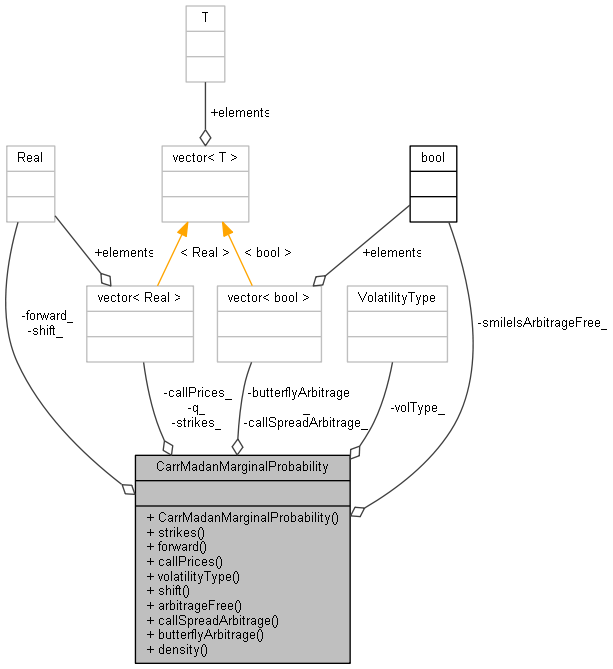 T
+elements
Real
vector< T >
bool
< Real >
< bool >
+elements
+elements
vector< Real >
vector< bool >
VolatilityType
-forward_
-shift_
-smileIsArbitrageFree_
-callPrices_
-q_
-strikes_
-butterflyArbitrage
_
-callSpreadArbitrage_
-volType_
CarrMadanMarginalProbability
+ CarrMadanMarginalProbability()
+ strikes()
+ forward()
+ callPrices()
+ volatilityType()
+ shift()
+ arbitrageFree()
+ callSpreadArbitrage()
+ butterflyArbitrage()
+ density()